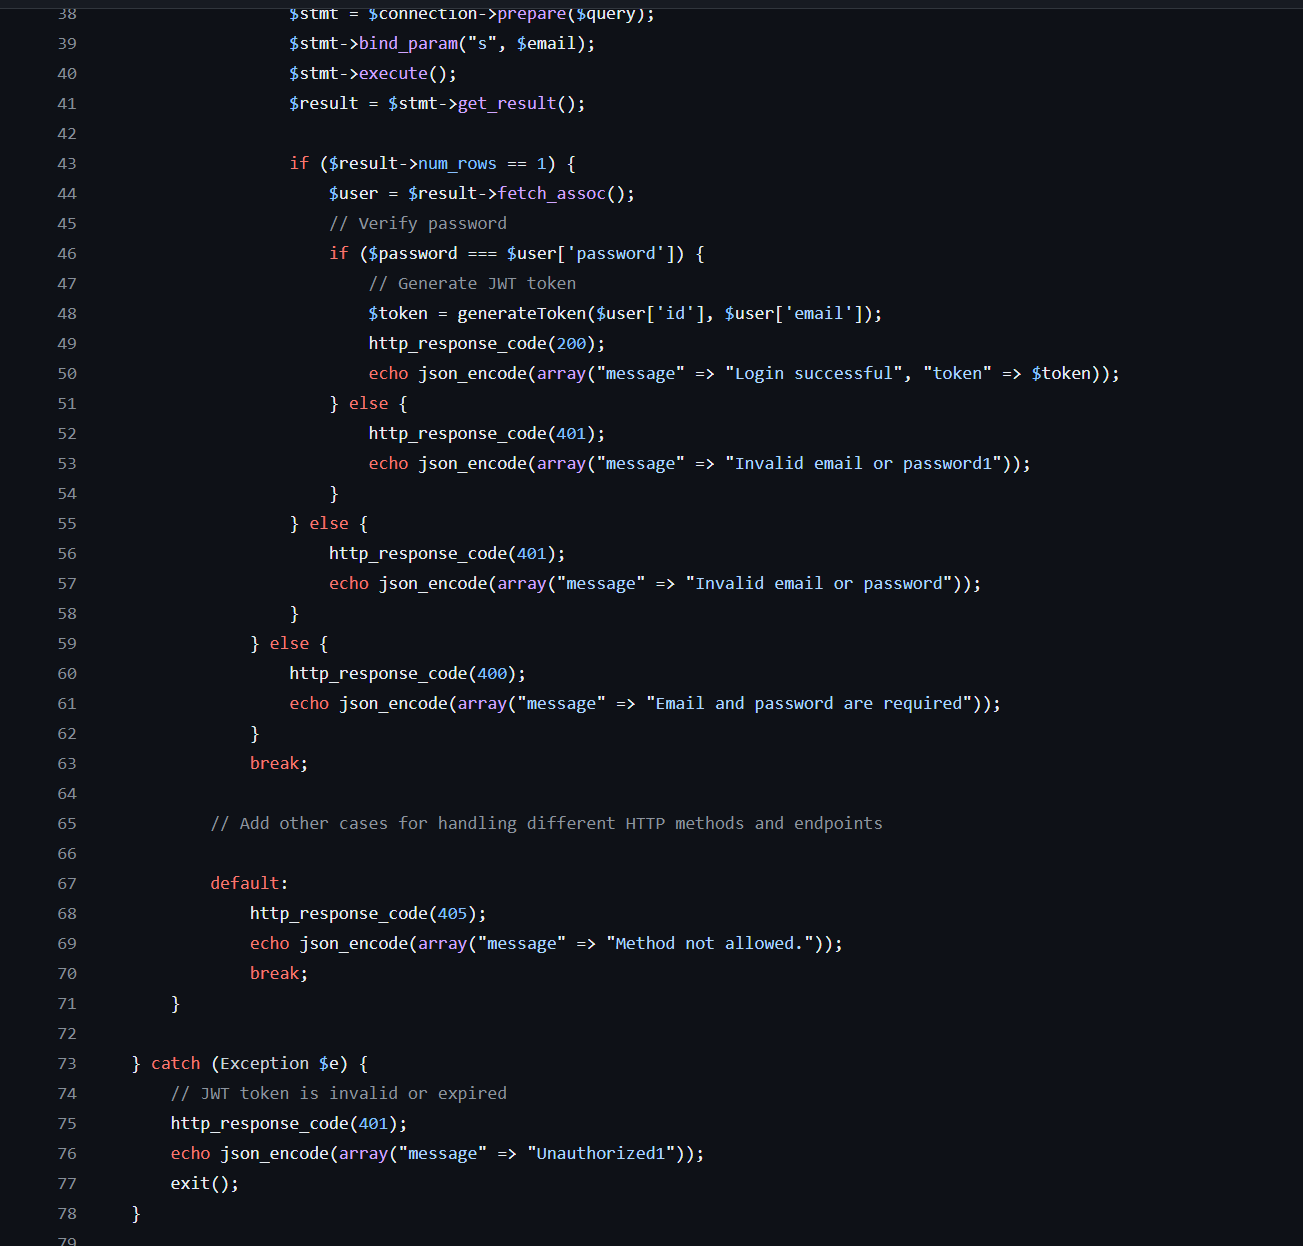 38 $stmt = $connection->prepare($query);
39 $stmt->bind_param("s", $email);
40 $stmt->execute();
41 $result = $stmt->get_result();
42
43 if ($result->num_rows == 1) {
44 $user = $result->fetch_assoc();
45 // Verify password
46 if ($password === $user['password']) {
47 // Generate JWT token
48 $token = generateToken($user['id'], $user['email']);
49 http_response_code(200);
50 echo json_encode(array("message" => "Login successful", "token" => $token));
51 } else {
52 http_response_code(401);
53 echo json_encode(array("message" => "Invalid email or password1"));
54 }
55 } else {
56 http_response_code(401);
57 echo json_encode(array("message" => "Invalid email or password"));
58 }
59 } else {
60 http_response_code(400);
61 echo json_encode(array("message" => "Email and password are required"));
62 }
63 break;
64
65 // Add other cases for handling different HTTP methods and endpoints
66
67 default:
68 http_response_code(405);
69 echo json_encode(array("message" => "Method not allowed."));
70 break;
71 }
72
73 } catch (Exception $e) {
74 // JWT token is invalid or expired
75 http_response_code(401);
76 echo json_encode(array("message" => "Unauthorized1"));
77 exit();
78 }
79